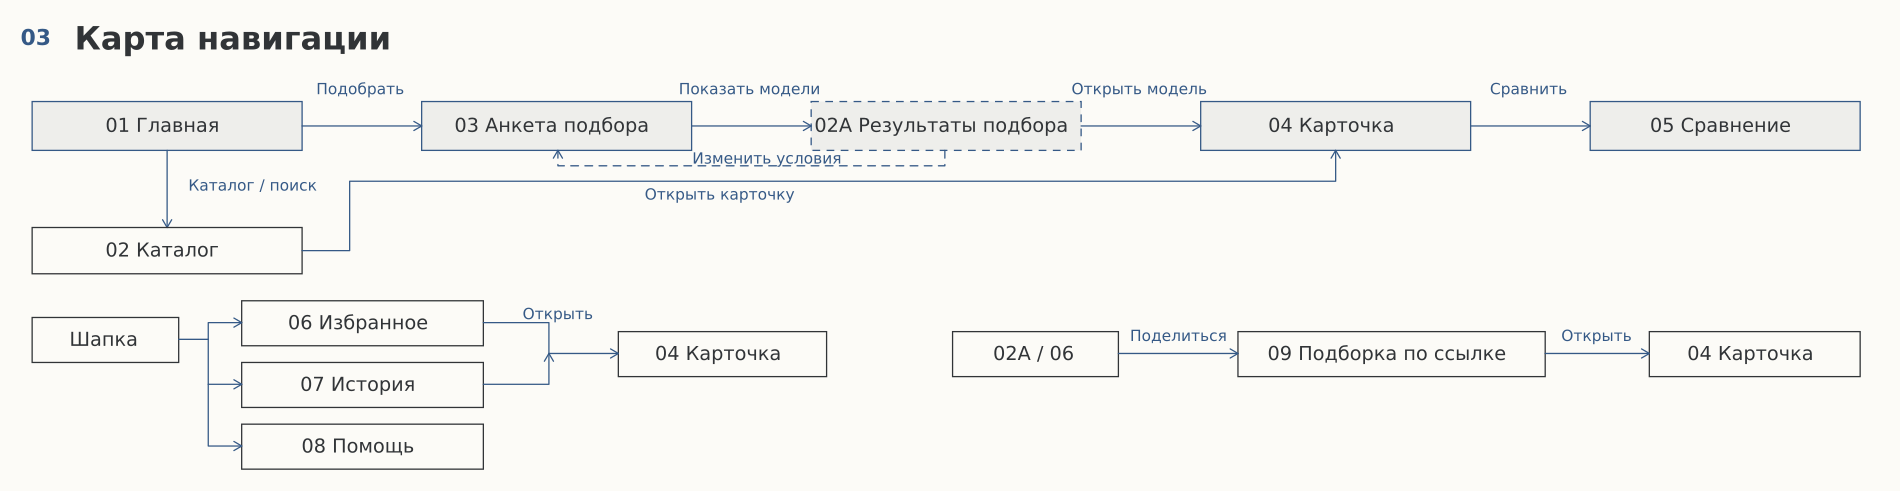 03 Карта навигации
Подобрать
Показать модели
Открыть модель
Сравнить
01 Главная
03 Анкета подбора
02A Результаты подбора
04 Карточка
05 Сравнение
Изменить условия
Каталог / поиск
Открыть карточку
02 Каталог
Шапка
06 Избранное
07 История
08 Помощь
Открыть
04 Карточка
02A / 06
Поделиться
09 Подборка по ссылке
Открыть
04 Карточка